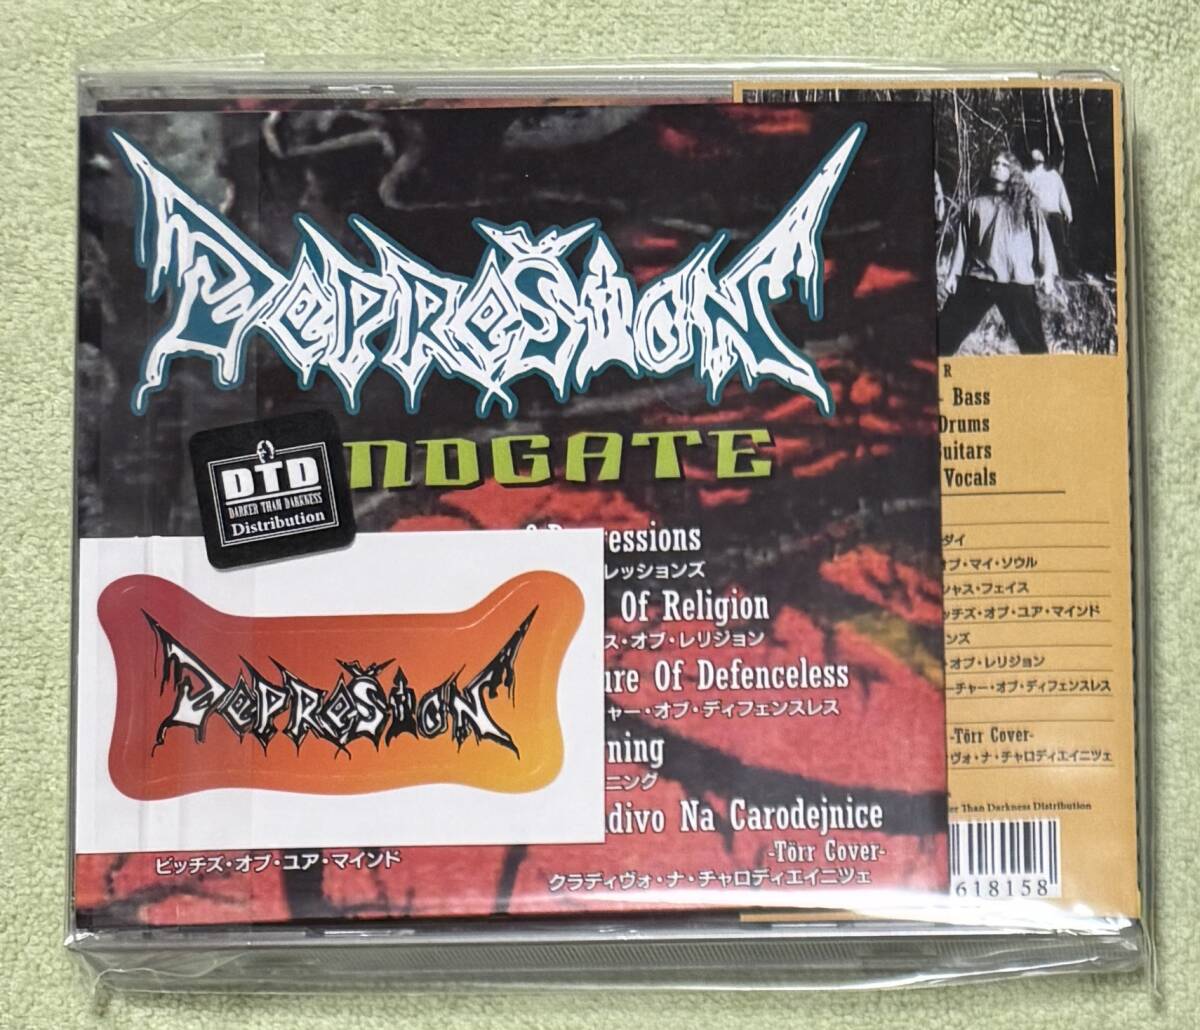 DepReŠion
NDGATE
DTD
DARKER THAN DARKNESS
Distribution
essions
レッションズ
Of Religion
ス・オブ・レリジョン
ure Of Defenceless
チャー・オブ・ディフェンスレス
ning
ニング
divo Na Carodejnice
-Törr Cover-
クラディヴォ・ナ・チャロディエイニツェ
ビッチズ・オブ・ユア・マインド
DepReŠion
R
- Bass
Drums
uitars
Vocals
ダイ
オブ・マイ・ソウル
シャス・フェイス
ッチズ・オブ・ユア・マインド
ンズ
・オブ・レリジョン
ーチャー・オブ・ディフェンスレス
-Törr Cover-
ヴォ・ナ・チャロディエイニツェ
er Than Darkness Distribution
618158